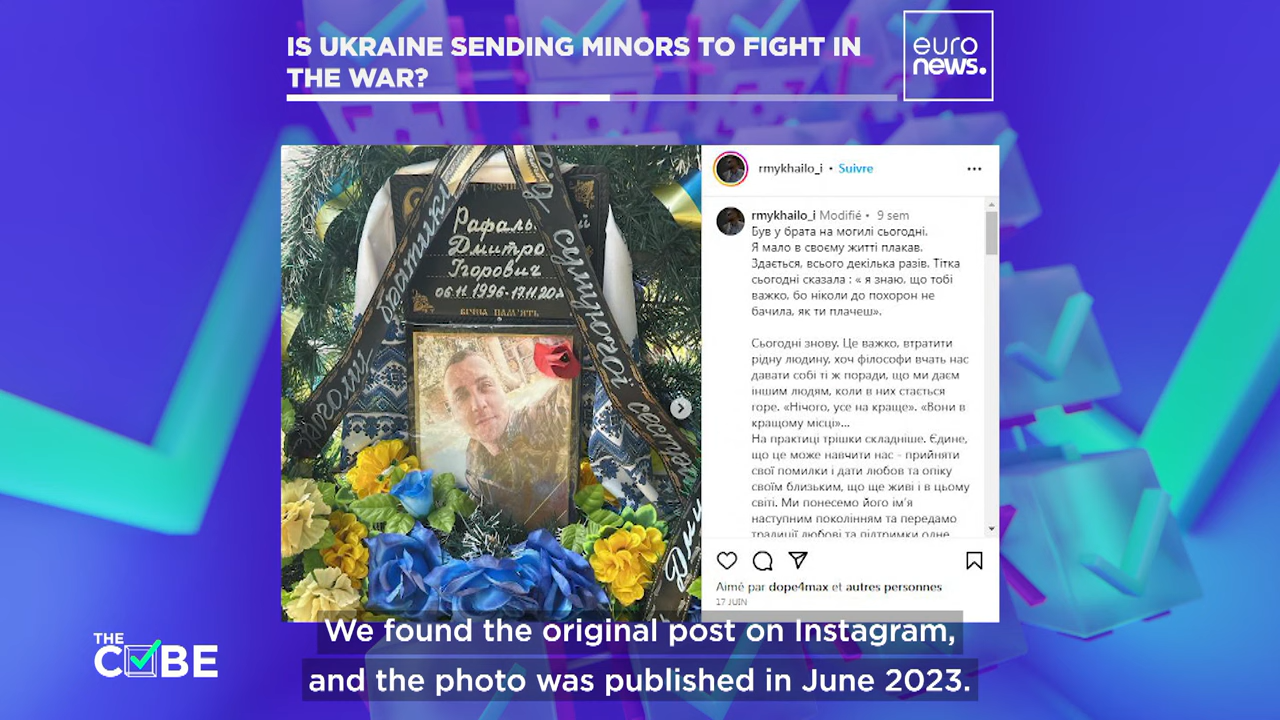 IS UKRAINE SENDING MINORS TO FIGHT IN
THE WAR?
euro
news.
Дмитро
Ігорович
06.11.1996-17.11.202
ВІЧНА ПАМ'ЯТЬ
rmykhailo_i • Suivre
rmykhailo_i Modifié • 9 sem
Був у брата на могилі сьогодні.
Я мало в своєму житті плакав.
Здається, всього декілька разів. Тітка
сьогодні сказала : « я знаю, що тобі
важко, бо ніколи до похорон не
бачила, як ти плачеш».
Сьогодні знову. Це важко, втратити
рідну людину, хоч філософи вчать нас
давати собі ті ж поради, що ми даєм
іншим людям, коли в них стається
горе. «Нічого, усе на краще». «Вони в
кращому місці»...
На практиці трішки складніше. Єдине,
що це може навчити нас - прийняти
свої помилки і дати любов та опіку
своїм близьким, що ще живі і в цьому
світі. Ми понесемо його ім'я
наступним поколінням та передамо
традиції любові та підтримки одне
Aimé par dope4max et autres personnes
17 JUIN
We found the original post on Instagram,
and the photo was published in June 2023.
THE
CUBE